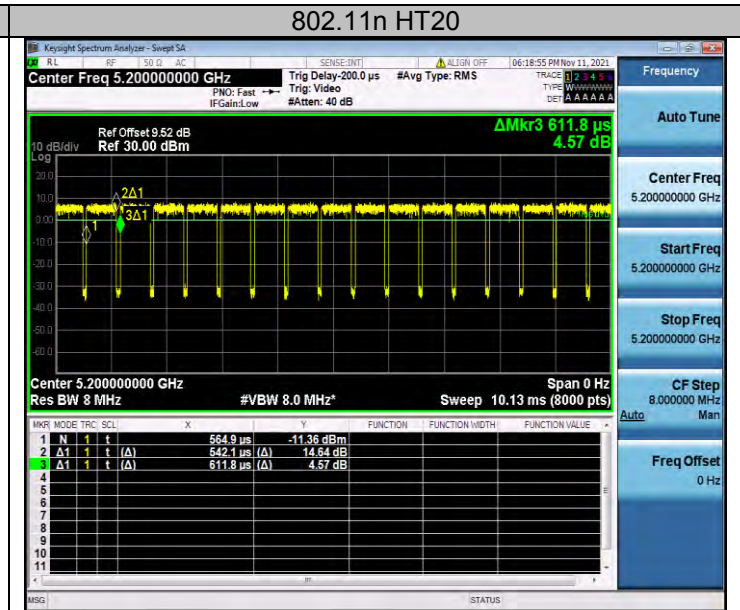 802.11n HT20
Keysight Spectrum Analyzer - Swept SA
RL RF 50 Ω AC SENSE:INT ALIGN OFF 06:18:55 PM Nov 11, 2021
Center Freq 5.200000000 GHz
PNO: Fast
IFGain:Low
Trig Delay-200.0 µs
Trig: Video
#Atten: 40 dB
#Avg Type: RMS
TRACE 1 2 3 4 5 6
TYPE WWWWWW
DET A A A A A A
Ref Offset 9.52 dB
10 dB/div Ref 30.00 dBm
Log
ΔMkr3 611.8 µs
4.57 dB
20.0
10.0
0.00
-10.0
-20.0
-30.0
-40.0
-50.0
-60.0
2Δ1
3Δ1
1
Center 5.200000000 GHz Span 0 Hz
Res BW 8 MHz #VBW 8.0 MHz* Sweep 10.13 ms (8000 pts)
MKR MODE TRC SCL X Y FUNCTION FUNCTION WIDTH FUNCTION VALUE
1 N 1 t 564.9 µs -11.36 dBm
2 Δ1 1 t (Δ) 542.1 µs (Δ) 14.64 dB
3 Δ1 1 t (Δ) 611.8 µs (Δ) 4.57 dB
4
5
6
7
8
9
10
11
MSG STATUS
Frequency
Auto Tune
Center Freq
5.200000000 GHz
Start Freq
5.200000000 GHz
Stop Freq
5.200000000 GHz
CF Step
8.000000 MHz
Auto Man
Freq Offset
0 Hz